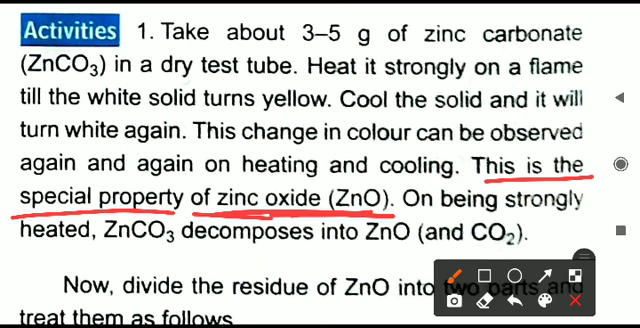 Activities 1. Take about 3–5 g of zinc carbonate
(ZnCO₃) in a dry test tube. Heat it strongly on a flame
till the white solid turns yellow. Cool the solid and it will
turn white again. This change in colour can be observed
again and again on heating and cooling. This is the
special property of zinc oxide (ZnO). On being strongly
heated, ZnCO₃ decomposes into ZnO (and CO₂).
Now, divide the residue of ZnO into two parts and
treat them as follows